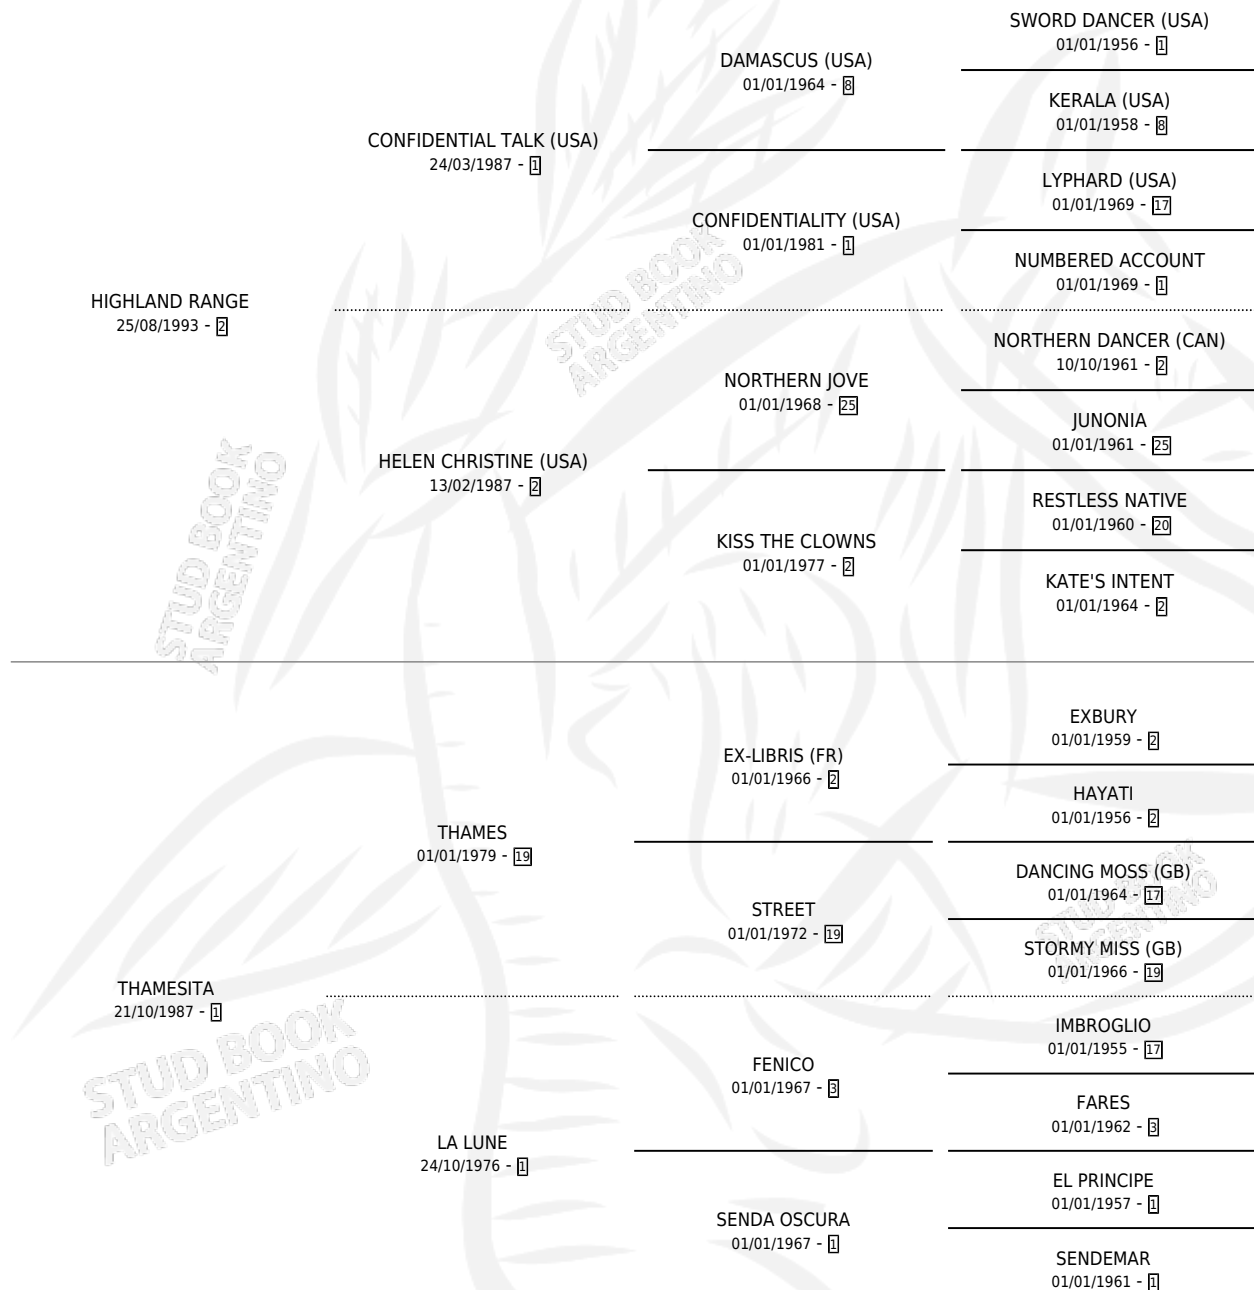 SWORD DANCER (USA)
01/01/1956 - 1
DAMASCUS (USA)
01/01/1964 - 8
KERALA (USA)
01/01/1958 - 8
CONFIDENTIAL TALK (USA)
24/03/1987 - 1
LYPHARD (USA)
01/01/1969 - 17
CONFIDENTIALITY (USA)
01/01/1981 - 1
NUMBERED ACCOUNT
01/01/1969 - 1
HIGHLAND RANGE
25/08/1993 - 2
NORTHERN DANCER (CAN)
10/10/1961 - 2
NORTHERN JOVE
01/01/1968 - 25
JUNONIA
01/01/1961 - 25
HELEN CHRISTINE (USA)
13/02/1987 - 2
RESTLESS NATIVE
01/01/1960 - 20
KISS THE CLOWNS
01/01/1977 - 2
KATE'S INTENT
01/01/1964 - 2
EXBURY
01/01/1959 - 2
EX-LIBRIS (FR)
01/01/1966 - 2
HAYATI
01/01/1956 - 2
THAMES
01/01/1979 - 19
DANCING MOSS (GB)
01/01/1964 - 17
STREET
01/01/1972 - 19
STORMY MISS (GB)
01/01/1966 - 19
THAMESITA
21/10/1987 - 1
IMBROGLIO
01/01/1955 - 17
FENICO
01/01/1967 - 3
FARES
01/01/1962 - 3
LA LUNE
24/10/1976 - 1
EL PRINCIPE
01/01/1957 - 1
SENDA OSCURA
01/01/1967 - 1
SENDEMAR
01/01/1961 - 1
STUD BOOK
ARGENTINO
STUD BOOK
ARGENTINO
STUD BOOK
ARGENTINO
STUD BOOK
ARGENTINO